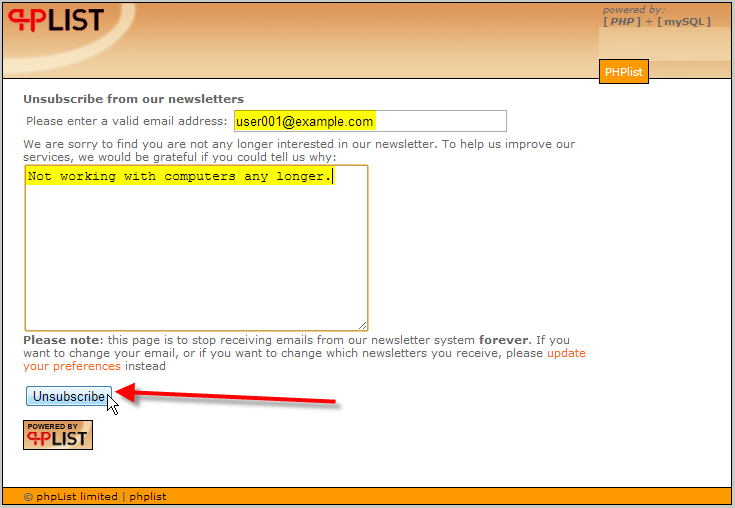 PHPLIST
powered by:
[ PHP ] + [ mySQL ]
PHPlist
Unsubscribe from our newsletters
Please enter a valid email address: user001@example.com
We are sorry to find you are not any longer interested in our newsletter. To help us improve our
services, we would be grateful if you could tell us why:
Not working with computers any longer.
Please note: this page is to stop receiving emails from our newsletter system forever. If you
want to change your email, or if you want to change which newsletters you receive, please update
your preferences instead
Unsubscribe
POWERED BY
PHPLIST
© phpList limited | phplist